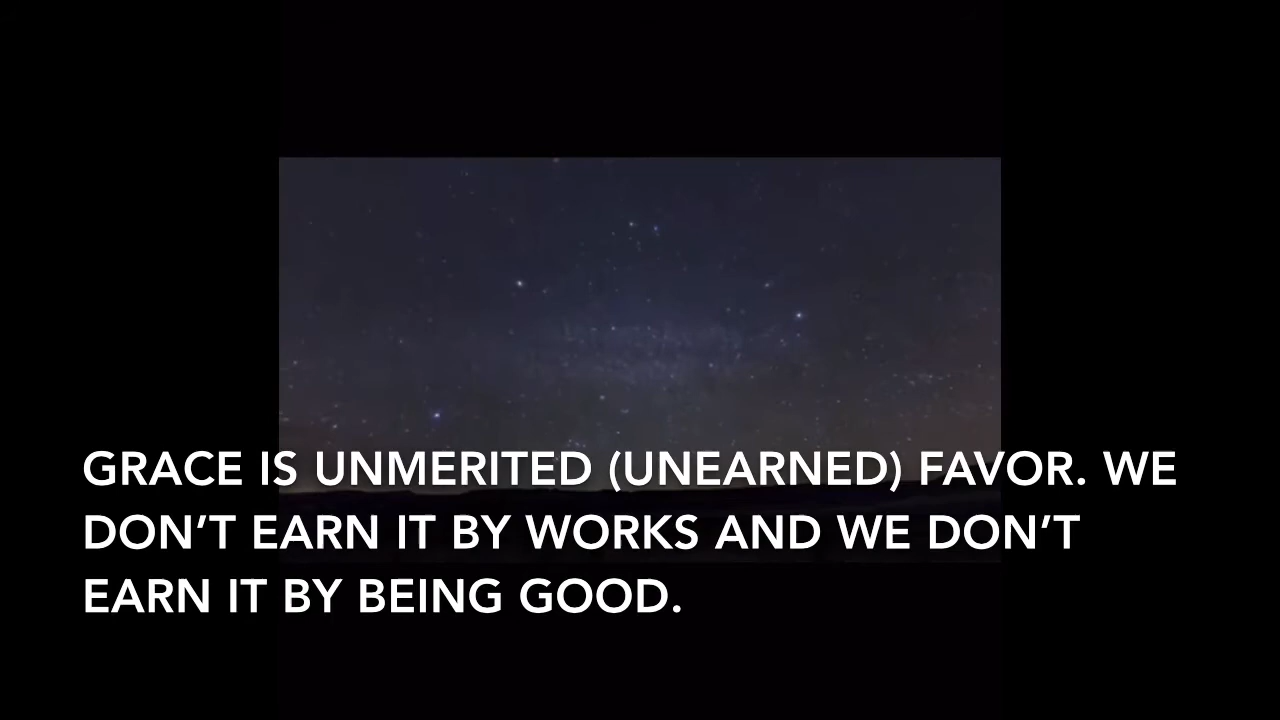 GRACE IS UNMERITED (UNEARNED) FAVOR. WE
DON’T EARN IT BY WORKS AND WE DON’T
EARN IT BY BEING GOOD.